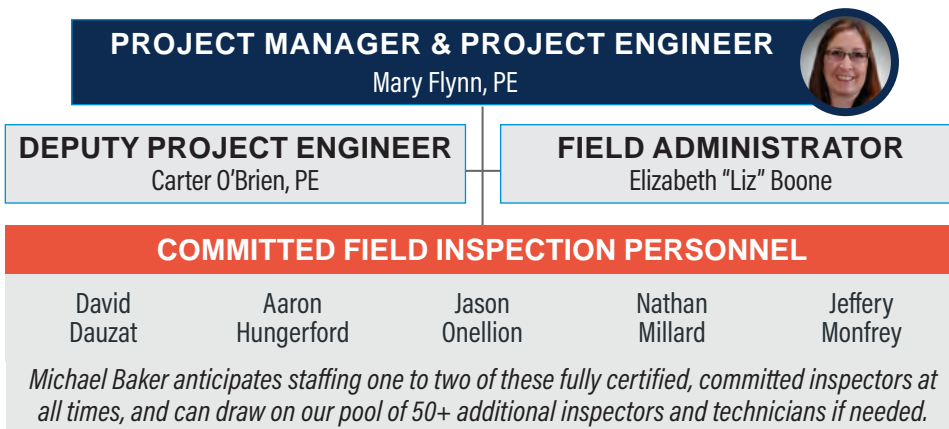 PROJECT MANAGER & PROJECT ENGINEER
Mary Flynn, PE
DEPUTY PROJECT ENGINEER
Carter O’Brien, PE
FIELD ADMINISTRATOR
Elizabeth “Liz” Boone
COMMITTED FIELD INSPECTION PERSONNEL
David
Dauzat
Aaron
Hungerford
Jason
Onellion
Nathan
Millard
Jeffery
Monfrey
Michael Baker anticipates staffing one to two of these fully certified, committed inspectors at
all times, and can draw on our pool of 50+ additional inspectors and technicians if needed.